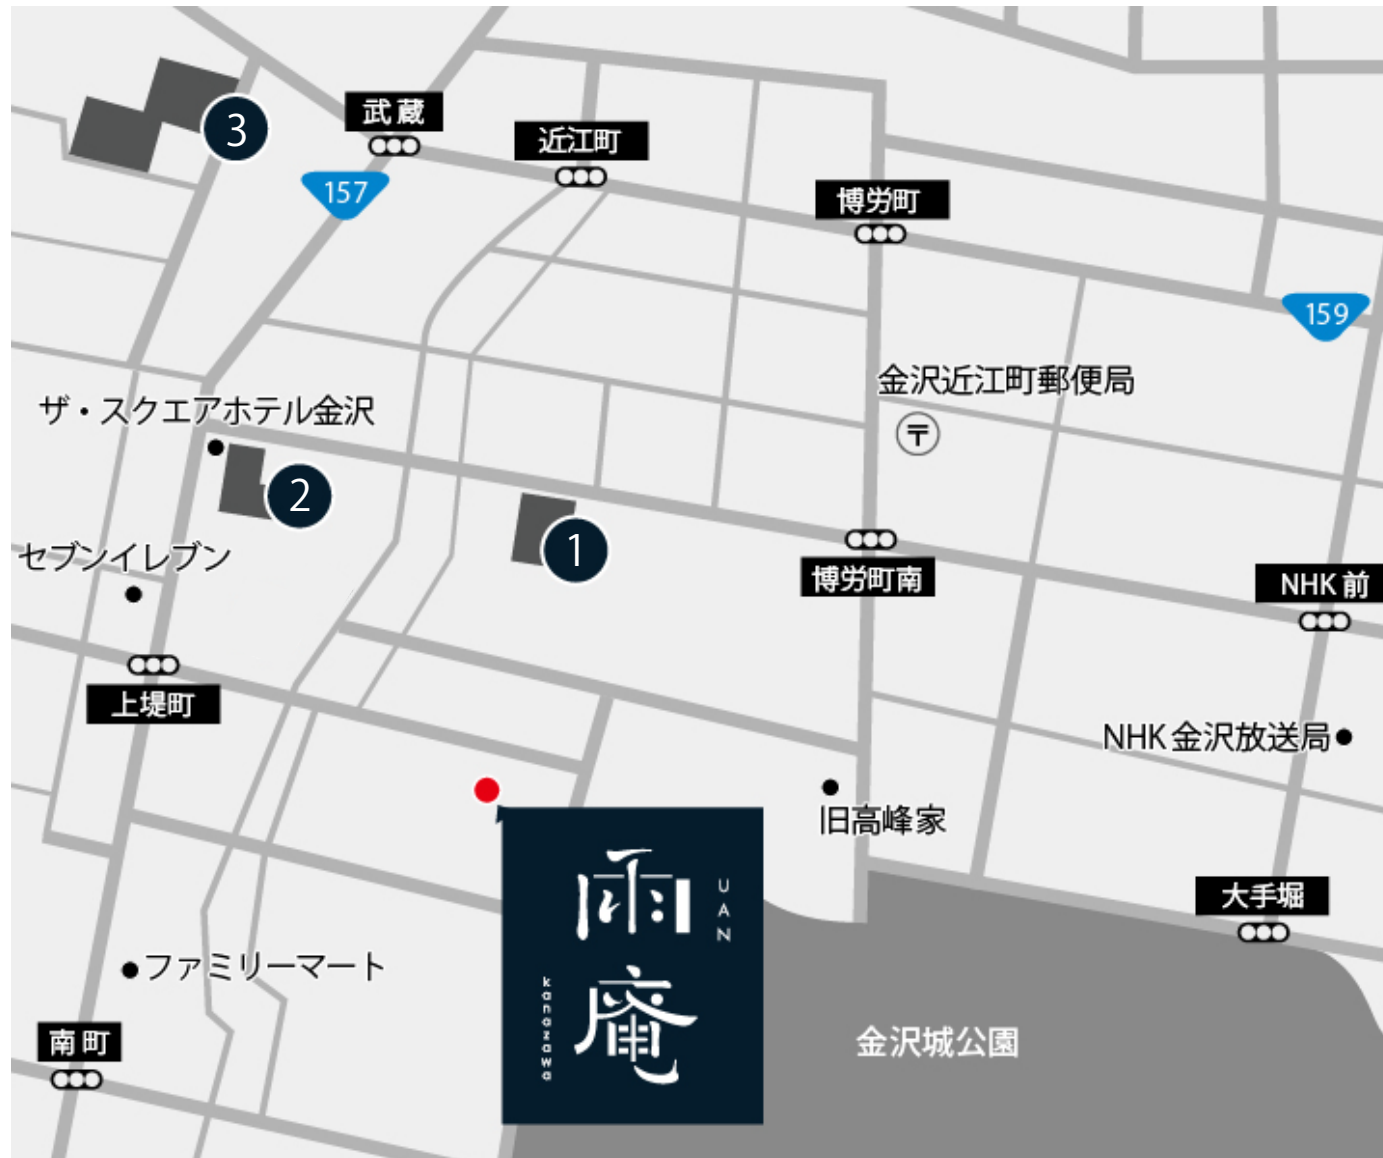 3
武蔵
近江町
157
博労町
159
金沢近江町郵便局
〒
ザ・スクエアホテル金沢
2
1
セブンイレブン
博労町南
NHK前
上堤町
NHK金沢放送局
旧高峰家
雨庵
UAN
kanazawa
大手堀
ファミリーマート
南町
金沢城公園